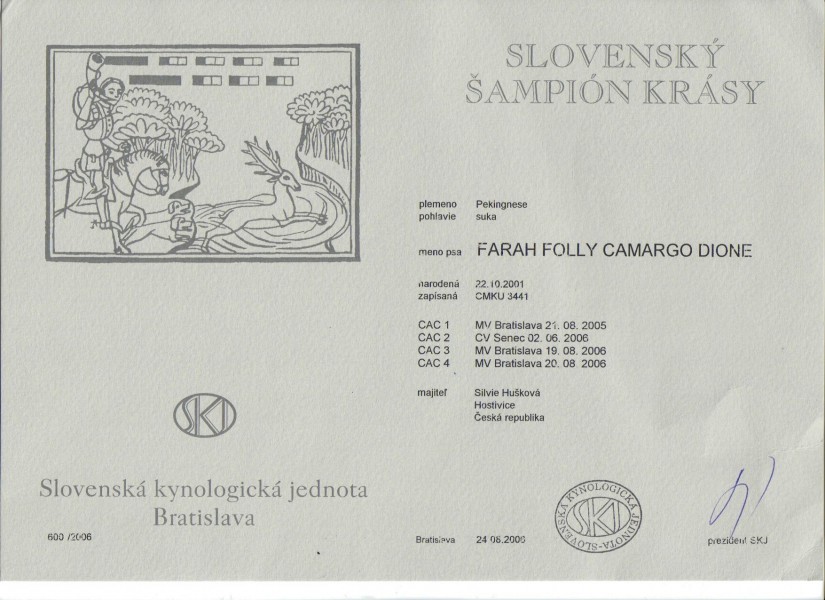 SLOVENSKÝ
ŠAMPIÓN KRÁSY
plemeno Pekingnese
pohlavie suka
meno psa FARAH FOLLY CAMARGO DIONE
narodená 22.10.2001
zapísaná CMKU 3441
CAC 1 MV Bratislava 21. 08. 2005
CAC 2 CV Senec 02. 06. 2006
CAC 3 MV Bratislava 19. 08. 2006
CAC 4 MV Bratislava 20. 08. 2006
majiteľ Silvie Hušková
Hostivice
Česká republika
SKJ
Slovenská kynologická jednota
Bratislava
600 /2006
Bratislava 24.08.2006
SLOVENSKÁ KYNOLOGICKÁ JEDNOTA
SKJ
prezident SKJ